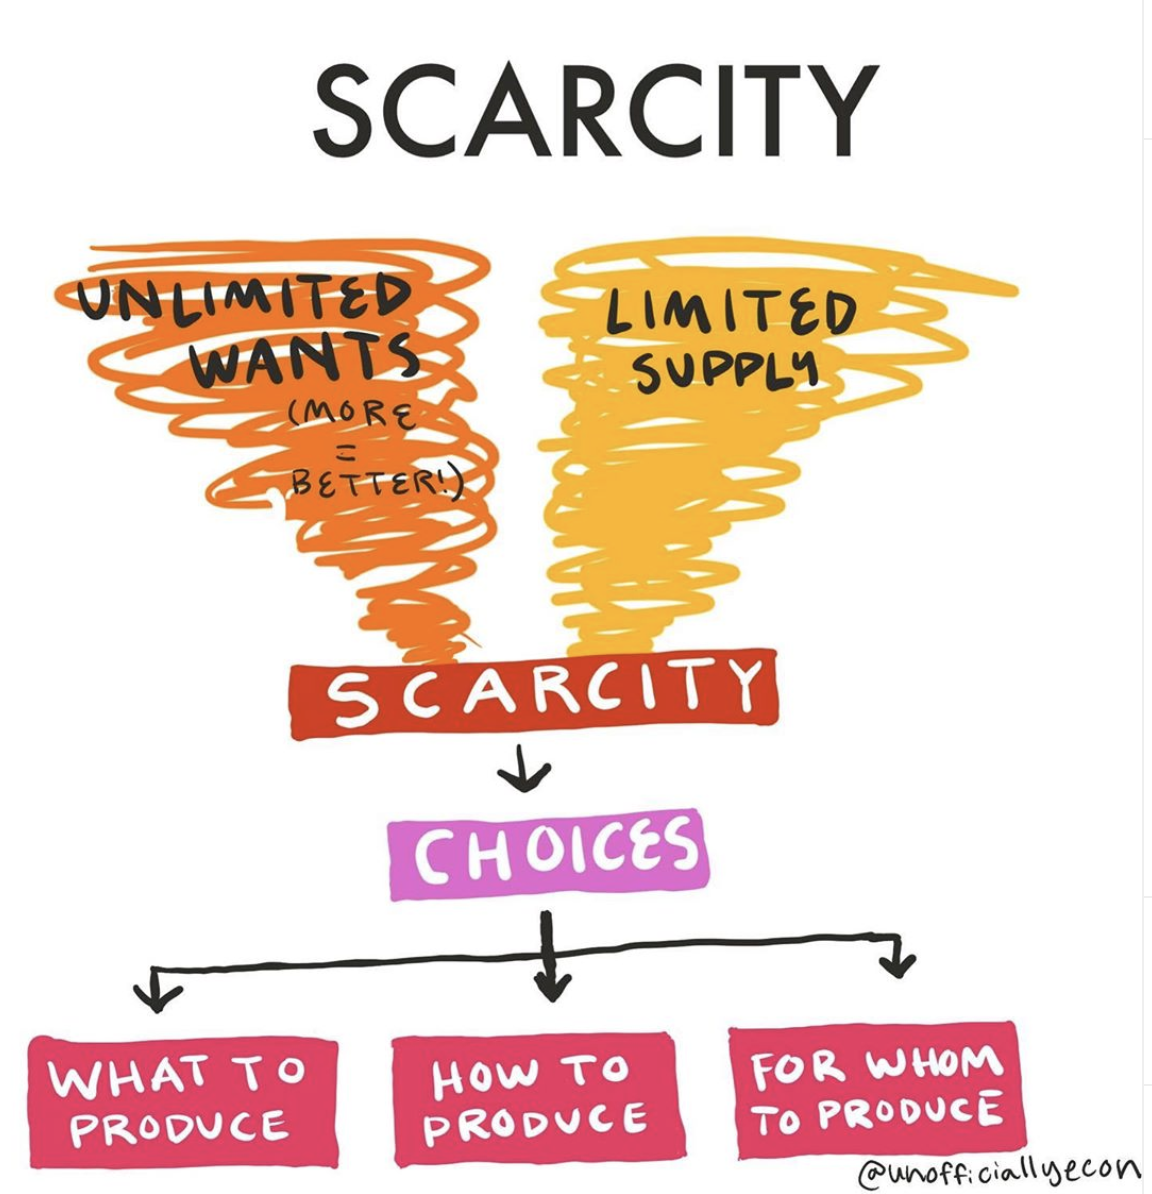 SCARCITY
UNLIMITED
WANTS
(MORE
=
BETTER!)
LIMITED
SUPPLY
SCARCITY
CHOICES
WHAT TO
PRODUCE
HOW TO
PRODUCE
FOR WHOM
TO PRODUCE
@unofficiallyecon